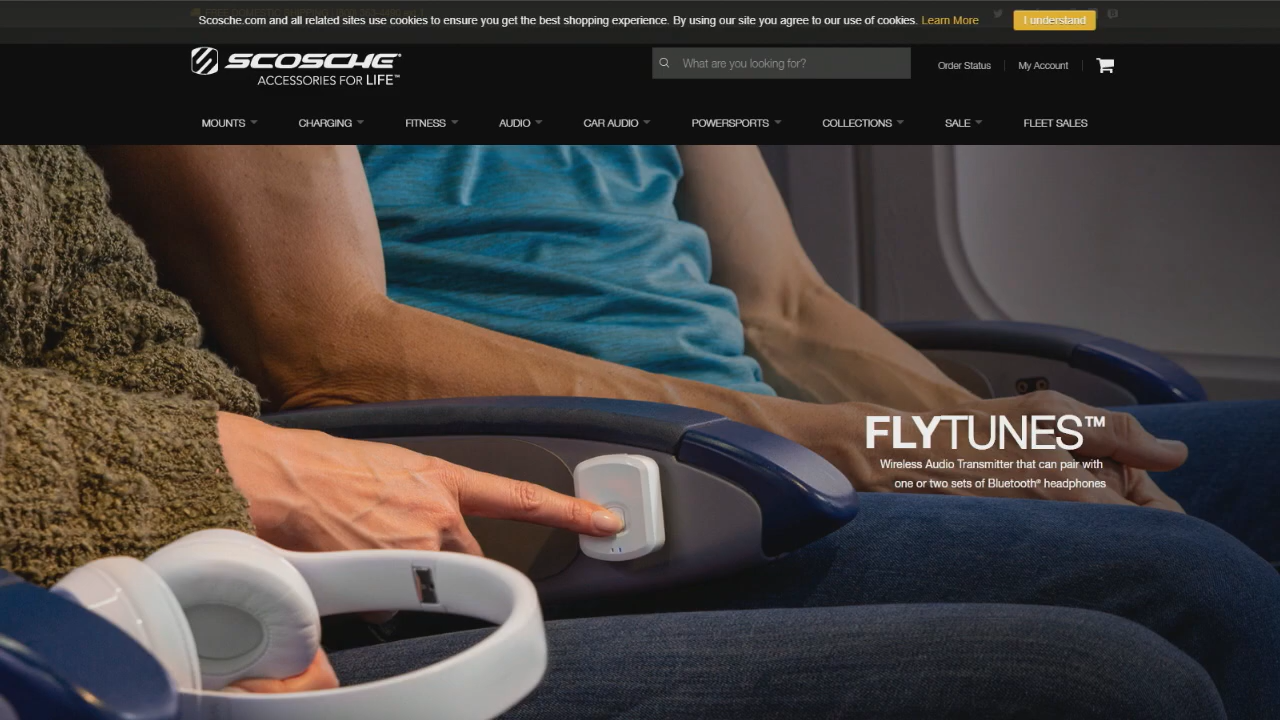 Scosche.com and all related sites use cookies to ensure you get the best shopping experience. By using our site you agree to our use of cookies. Learn More
I understand
SCOSCHE
ACCESSORIES FOR LIFE™
What are you looking for?
Order Status
My Account
MOUNTS
CHARGING
FITNESS
AUDIO
CAR AUDIO
POWERSPORTS
COLLECTIONS
SALE
FLEET SALES
FLYTUNES™
Wireless Audio Transmitter that can pair with
one or two sets of Bluetooth® headphones